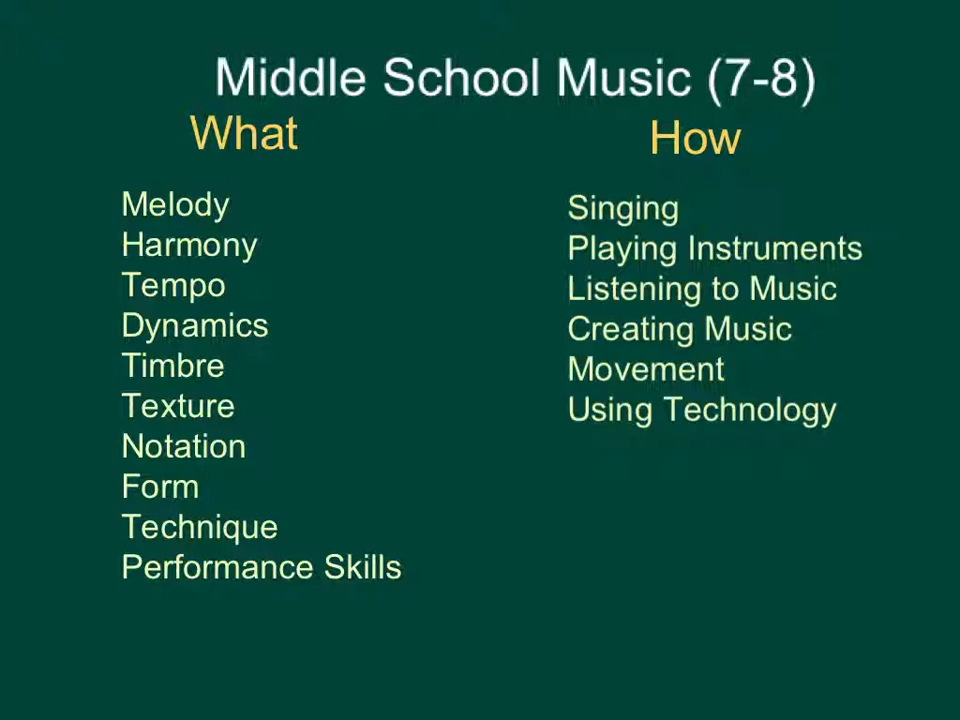 Middle School Music (7-8)
What
Melody
Harmony
Tempo
Dynamics
Timbre
Texture
Notation
Form
Technique
Performance Skills
How
Singing
Playing Instruments
Listening to Music
Creating Music
Movement
Using Technology